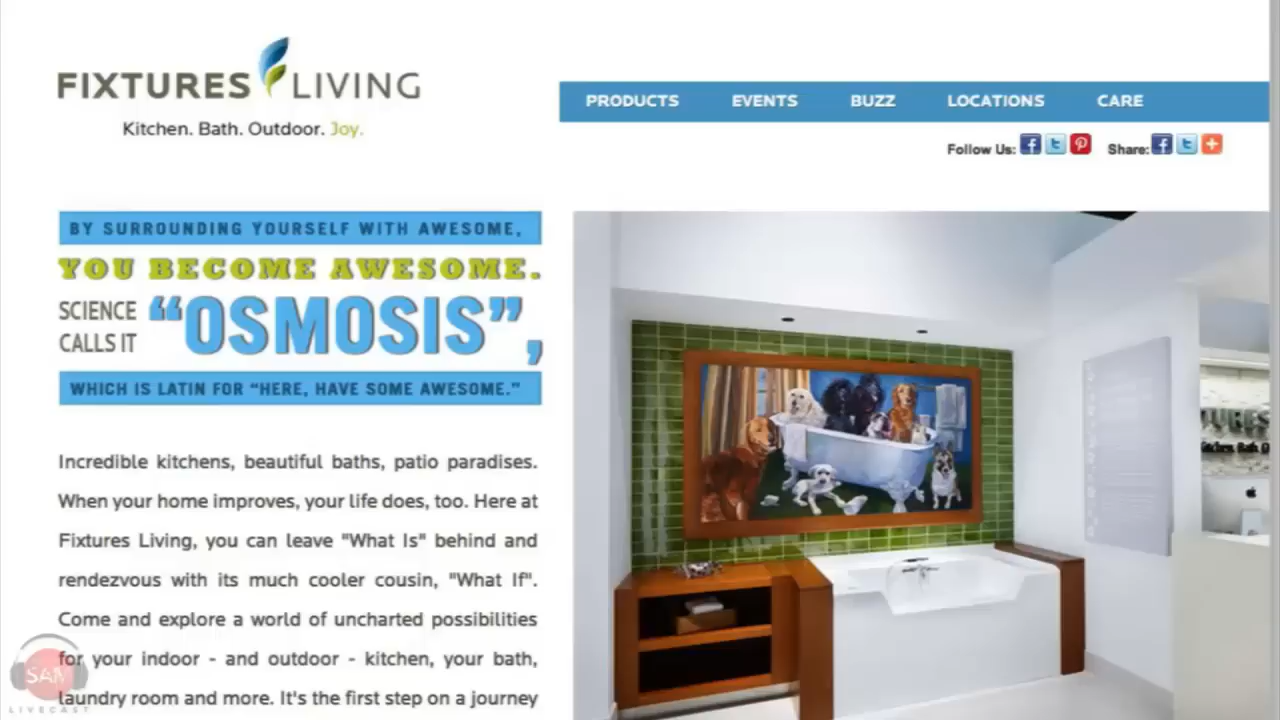 FIXTURES LIVING
Kitchen. Bath. Outdoor. Joy.
PRODUCTS EVENTS BUZZ LOCATIONS CARE
Follow Us: Share:
BY SURROUNDING YOURSELF WITH AWESOME,
YOU BECOME AWESOME.
SCIENCE
CALLS IT
“OSMOSIS”,
WHICH IS LATIN FOR “HERE, HAVE SOME AWESOME.”
Incredible kitchens, beautiful baths, patio paradises.
When your home improves, your life does, too. Here at
Fixtures Living, you can leave "What Is" behind and
rendezvous with its much cooler cousin, "What If".
Come and explore a world of uncharted possibilities
for your indoor - and outdoor - kitchen, your bath,
laundry room and more. It's the first step on a journey
SAM
LIVECAST